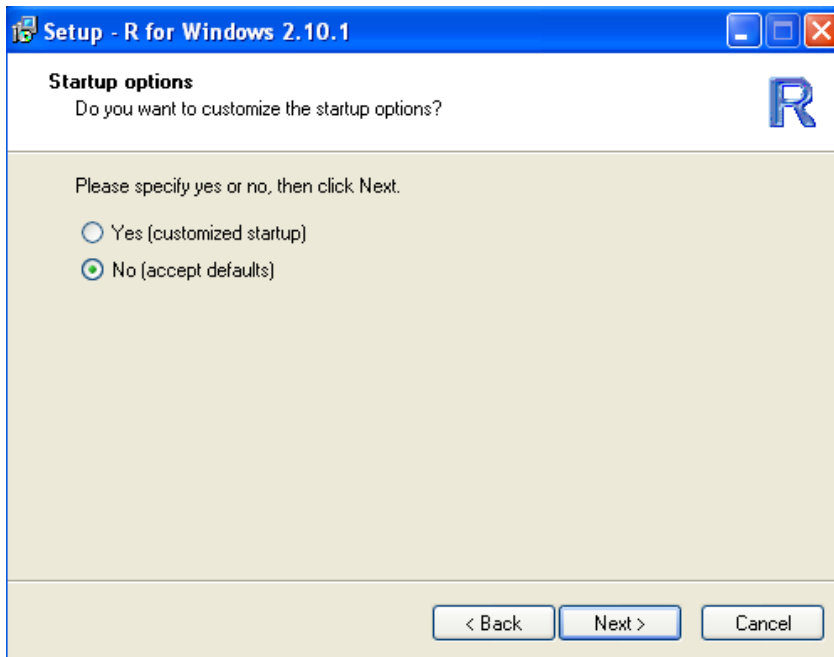 Setup - R for Windows 2.10.1
Startup options
Do you want to customize the startup options?
R
Please specify yes or no, then click Next.
Yes (customized startup)
No (accept defaults)
< Back Next > Cancel